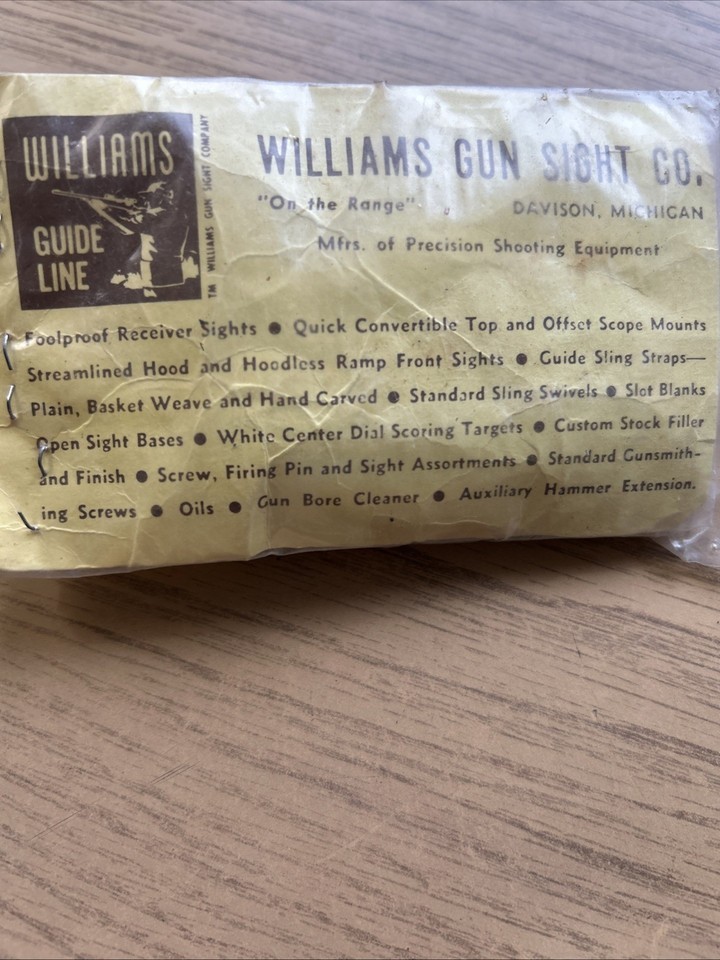 WILLIAMS
GUIDE
LINE
TM WILLIAMS GUN SIGHT COMPANY
WILLIAMS GUN SIGHT CO.
"On the Range" DAVISON, MICHIGAN
Mfrs. of Precision Shooting Equipment
Foolproof Receiver Sights ● Quick Convertible Top and Offset Scope Mounts
Streamlined Hood and Hoodless Ramp Front Sights ● Guide Sling Straps—
Plain, Basket Weave and Hand Carved ● Standard Sling Swivels ● Slot Blanks
Open Sight Bases ● White Center Dial Scoring Targets ● Custom Stock Filler
and Finish ● Screw, Firing Pin and Sight Assortments ● Standard Gunsmith-
ing Screws ● Oils ● Gun Bore Cleaner ● Auxiliary Hammer Extension.